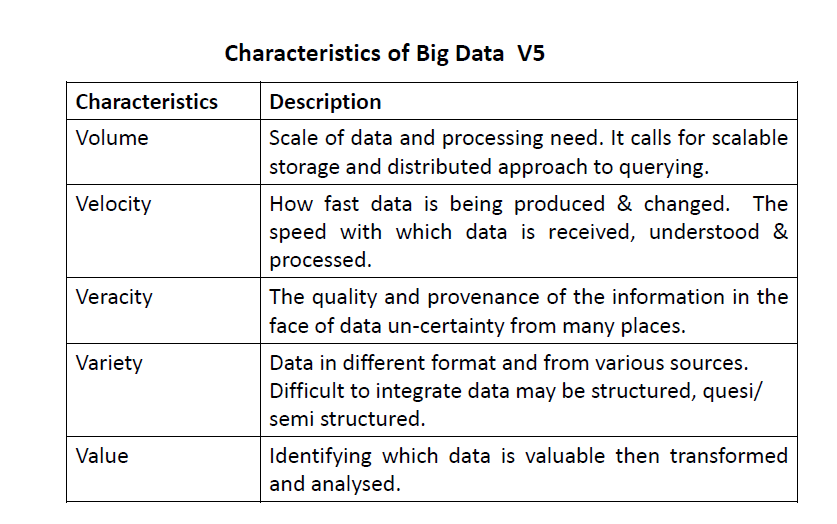 Characteristics of Big Data V5
Characteristics Description
Volume Scale of data and processing need. It calls for scalable
storage and distributed approach to querying.
Velocity How fast data is being produced & changed. The
speed with which data is received, understood &
processed.
Veracity The quality and provenance of the information in the
face of data un-certainty from many places.
Variety Data in different format and from various sources.
Difficult to integrate data may be structured, quesi/
semi structured.
Value Identifying which data is valuable then transformed
and analysed.